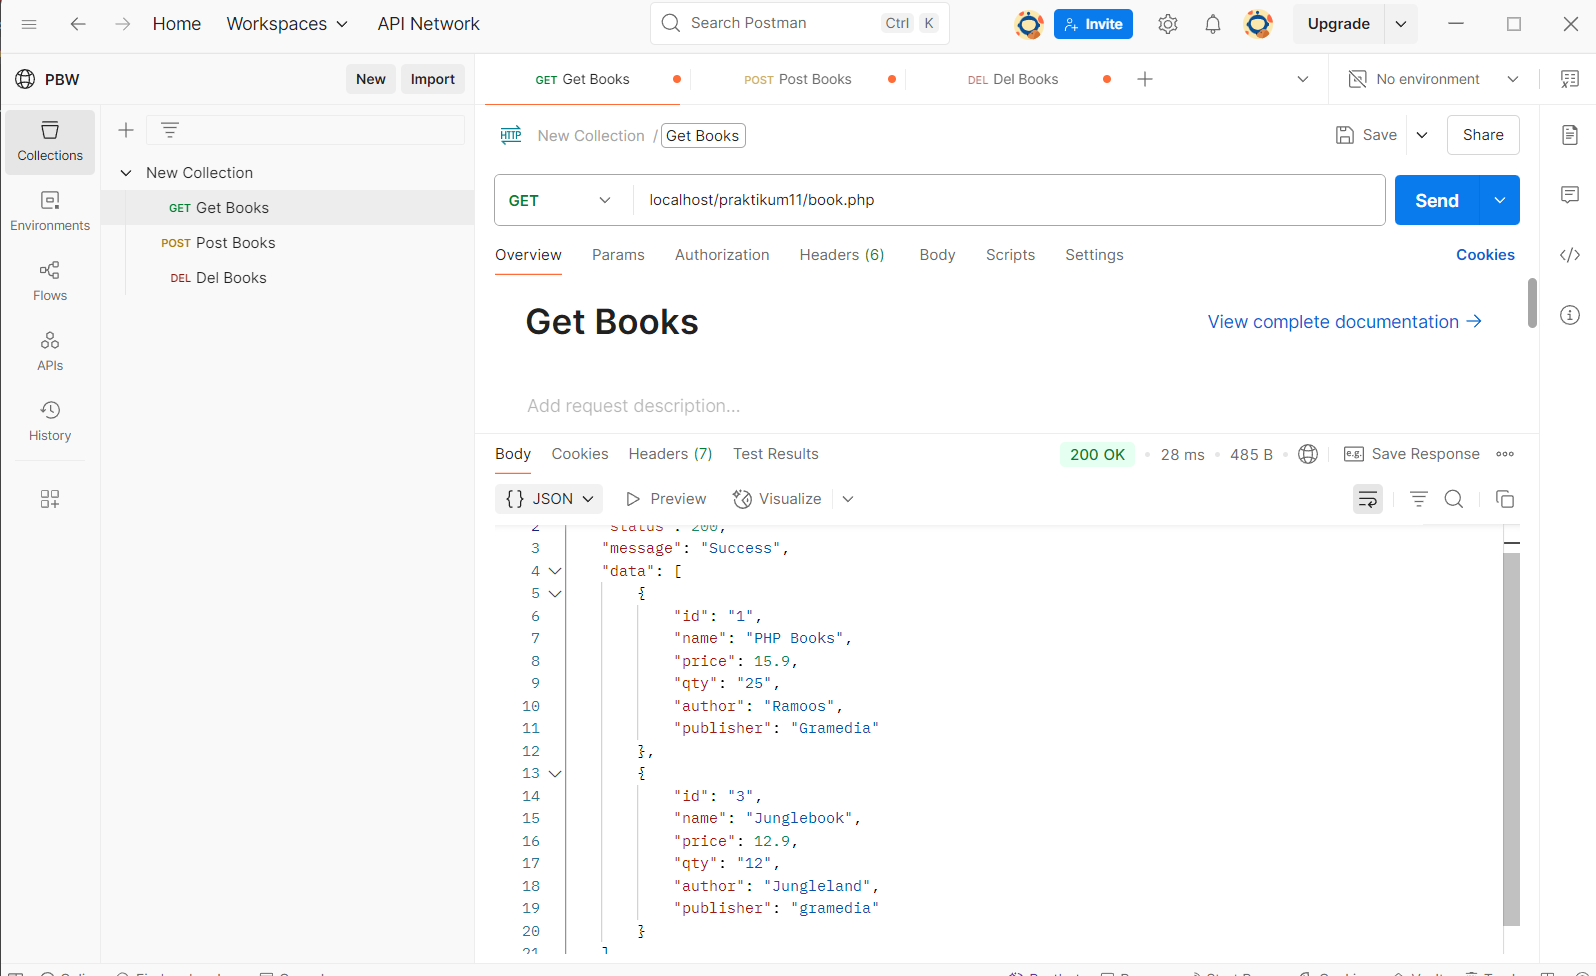 Home Workspaces API Network Search Postman Ctrl K Invite Upgrade
PBW New Import GET Get Books POST Post Books DEL Del Books No environment
Collections
Environments
Flows
APIs
History
New Collection
GET Get Books
POST Post Books
DEL Del Books
HTTP New Collection / Get Books Save Share
GET localhost/praktikum11/book.php Send
Overview Params Authorization Headers (6) Body Scripts Settings Cookies
Get Books View complete documentation →
Add request description...
Body Cookies Headers (7) Test Results 200 OK • 28 ms • 485 B • e.g. Save Response
{} JSON Preview Visualize
2 "status": 200,
3 "message": "Success",
4 "data": [
5 {
6 "id": "1",
7 "name": "PHP Books",
8 "price": 15.9,
9 "qty": "25",
10 "author": "Ramoos",
11 "publisher": "Gramedia"
12 },
13 {
14 "id": "3",
15 "name": "Junglebook",
16 "price": 12.9,
17 "qty": "12",
18 "author": "Jungleland",
19 "publisher": "gramedia"
20 }
21 ]